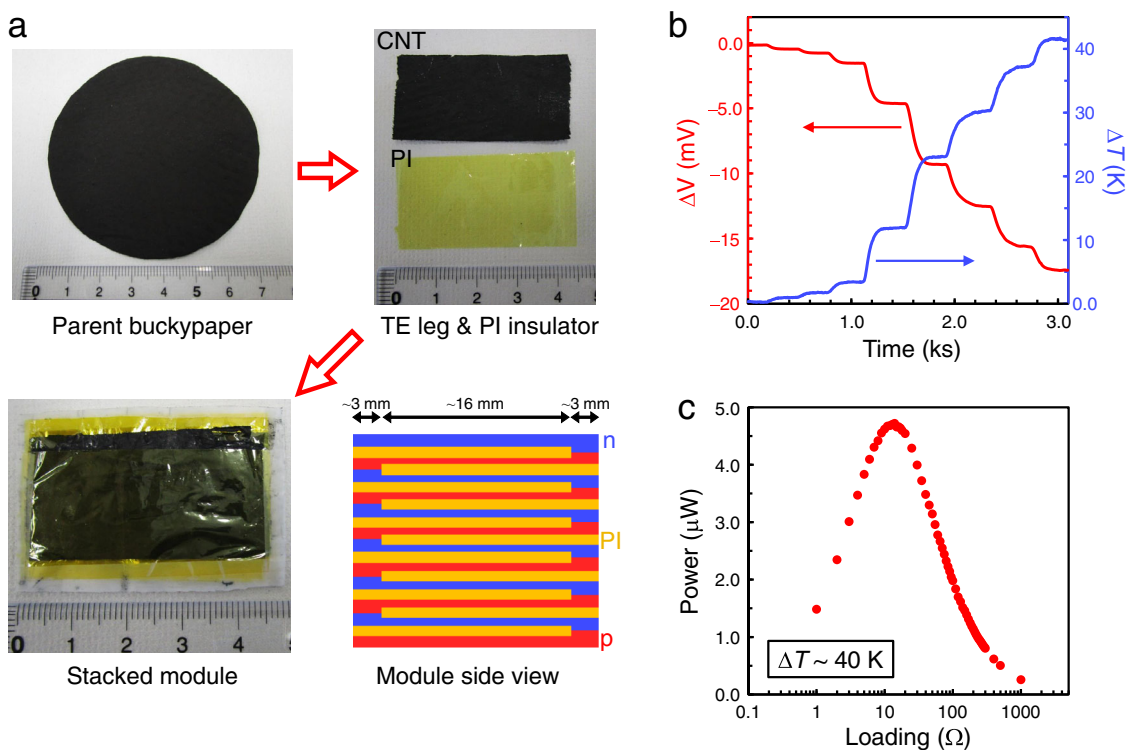 a
CNT
PI
0 1 2 3 4 5 6 7
0 1 2 3 4 5
Parent buckypaper
TE leg & PI insulator
~3 mm ~16 mm ~3 mm
n
PI
p
0 1 2 3 4
Stacked module
Module side view
b
0.0
−5.0
−10
−15
−20
ΔV (mV)
40
30
20
10
0.0
ΔT (K)
0.0 1.0 2.0 3.0
Time (ks)
c
5.0
4.0
3.0
2.0
1.0
0.0
Power (μW)
ΔT ~ 40 K
0.1 1 10 100 1000
Loading (Ω)